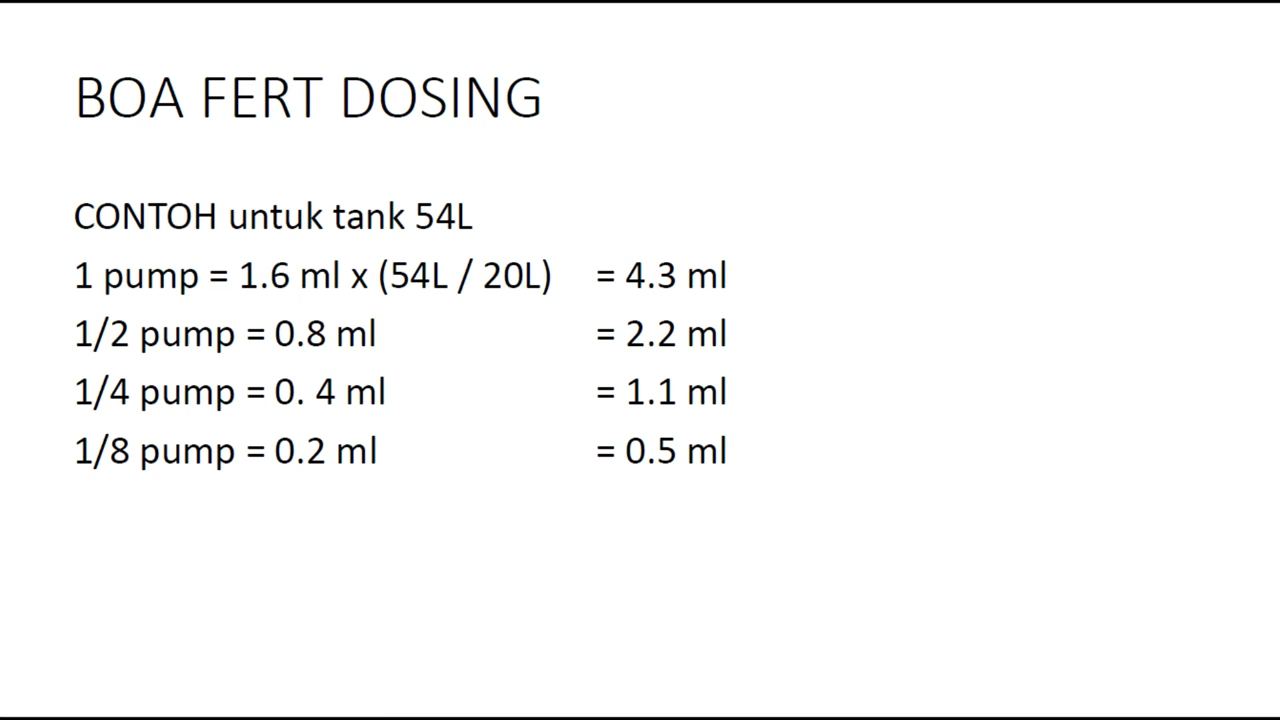 BOA FERT DOSING
CONTOH untuk tank 54L
1 pump = 1.6 ml x (54L / 20L) = 4.3 ml
1/2 pump = 0.8 ml = 2.2 ml
1/4 pump = 0. 4 ml = 1.1 ml
1/8 pump = 0.2 ml = 0.5 ml